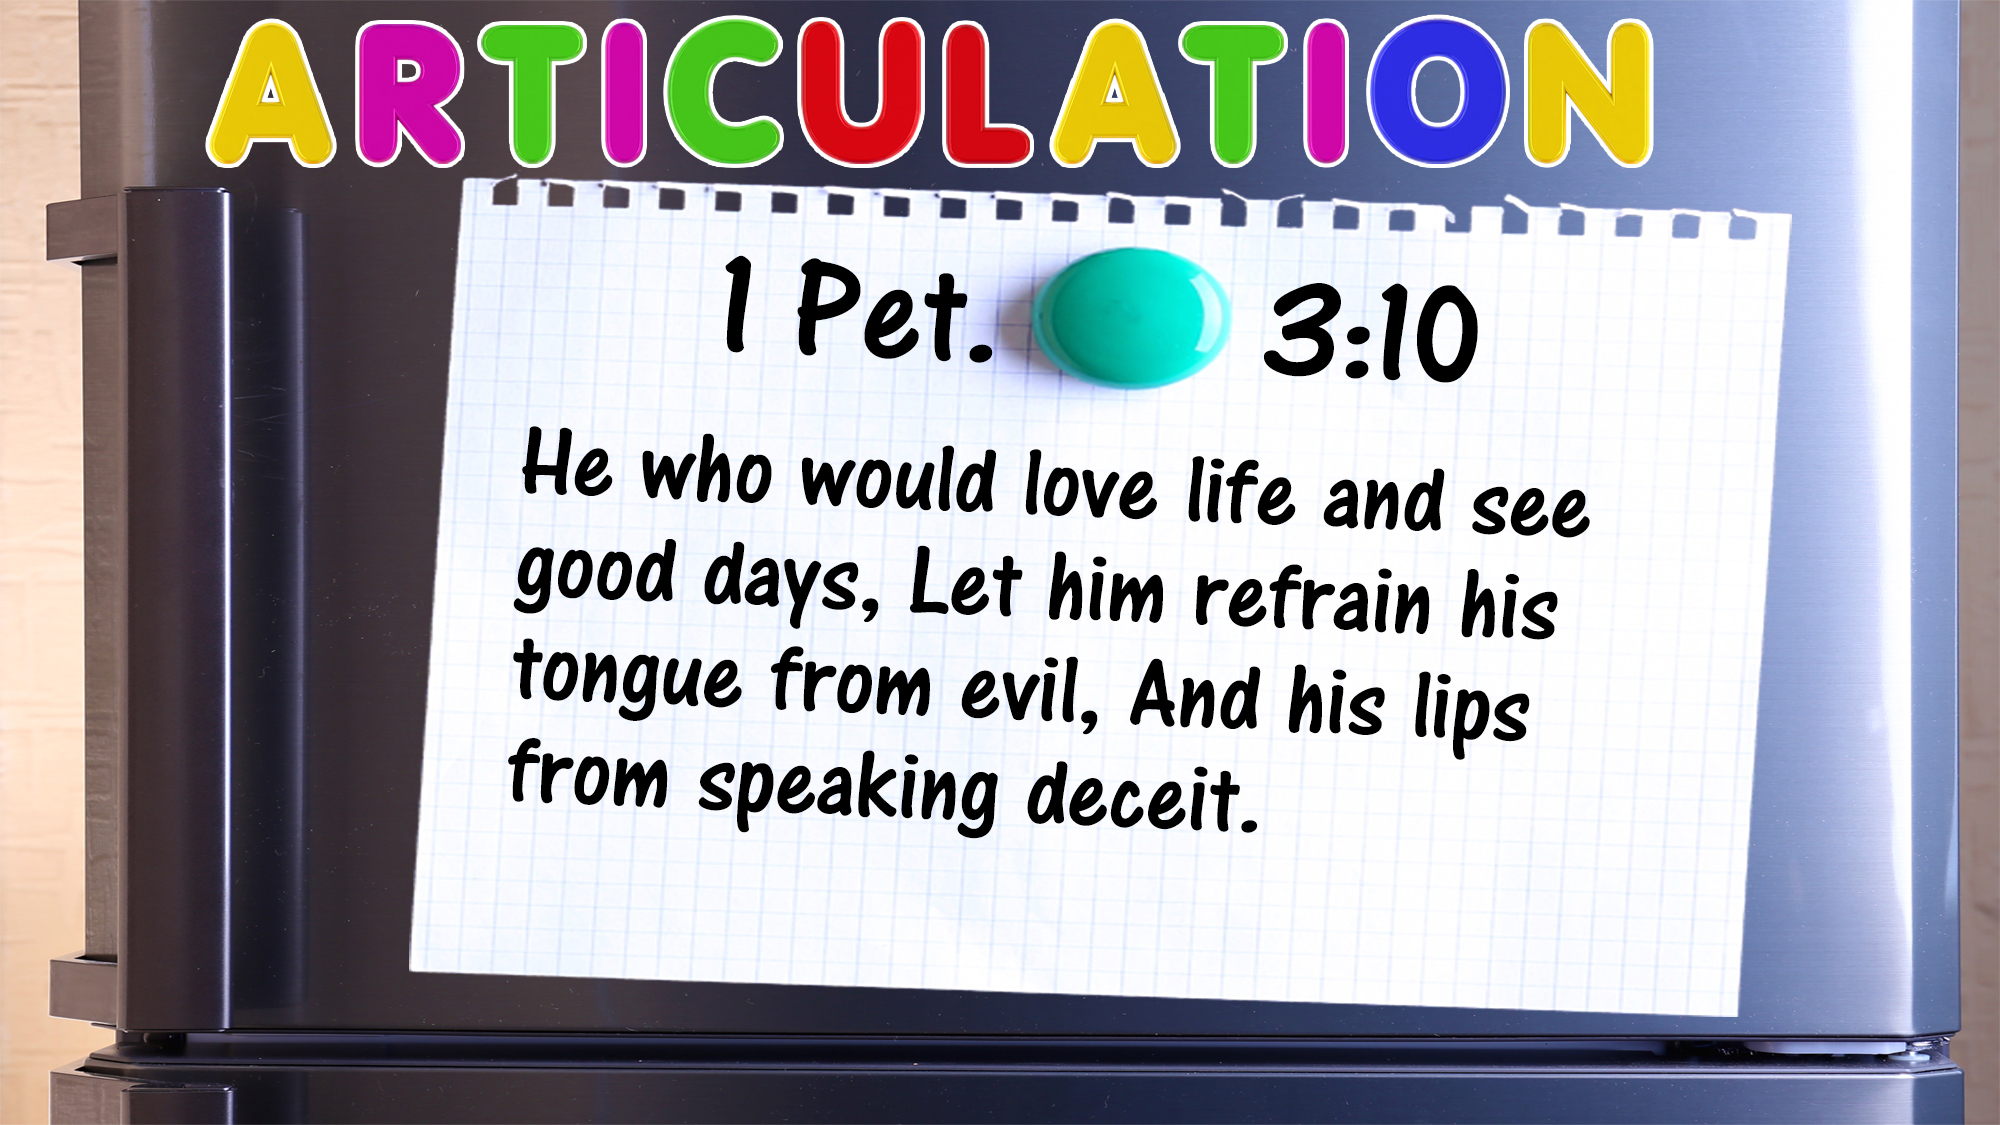 ARTICULATION
1 Pet. 3:10
He who would love life and see
good days, Let him refrain his
tongue from evil, And his lips
from speaking deceit.